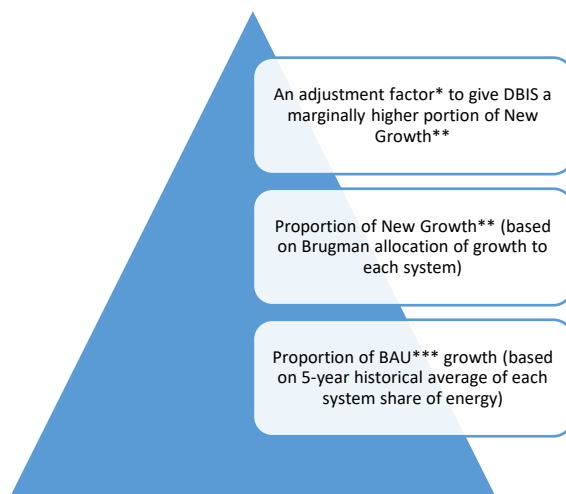 An adjustment factor* to give DBIS a
marginally higher portion of New
Growth**
Proportion of New Growth** (based
on Brugman allocation of growth to
each system)
Proportion of BAU*** growth (based
on 5-year historical average of each
system share of energy)